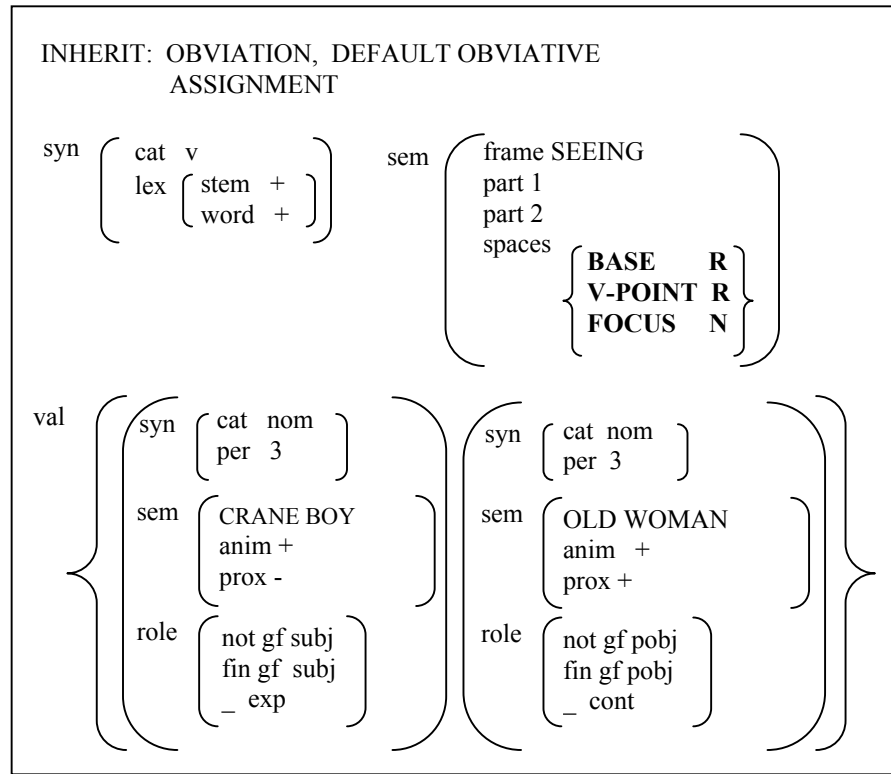 INHERIT: OBVIATION, DEFAULT OBVIATIVE
ASSIGNMENT
syn cat v
lex stem +
word +
sem frame SEEING
part 1
part 2
spaces
BASE R
V-POINT R
FOCUS N
val
syn cat nom
per 3
sem CRANE BOY
anim +
prox -
role not gf subj
fin gf subj
_ exp
syn cat nom
per 3
sem OLD WOMAN
anim +
prox +
role not gf pobj
fin gf pobj
_ cont